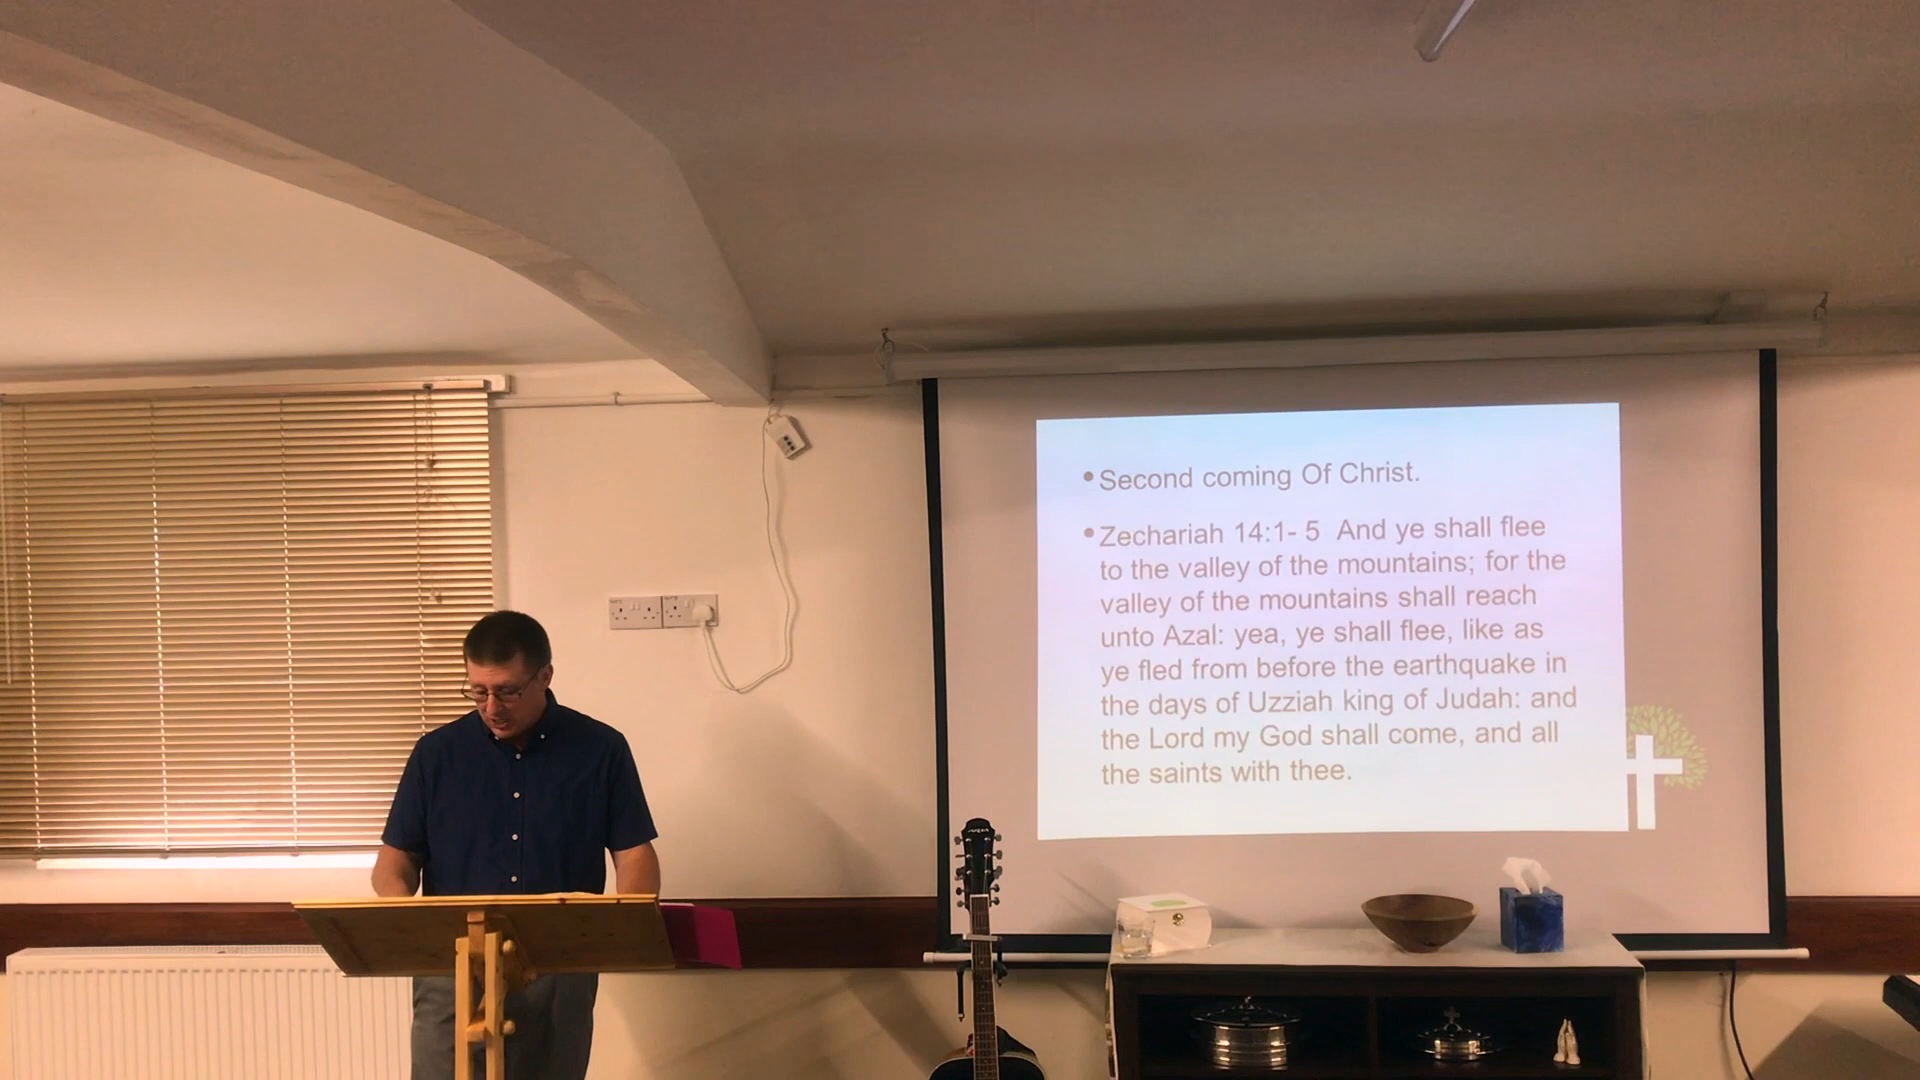 • Second coming Of Christ.
• Zechariah 14:1- 5  And ye shall flee
to the valley of the mountains; for the
valley of the mountains shall reach
unto Azal: yea, ye shall flee, like as
ye fled from before the earthquake in
the days of Uzziah king of Judah: and
the Lord my God shall come, and all
the saints with thee.
ARIA